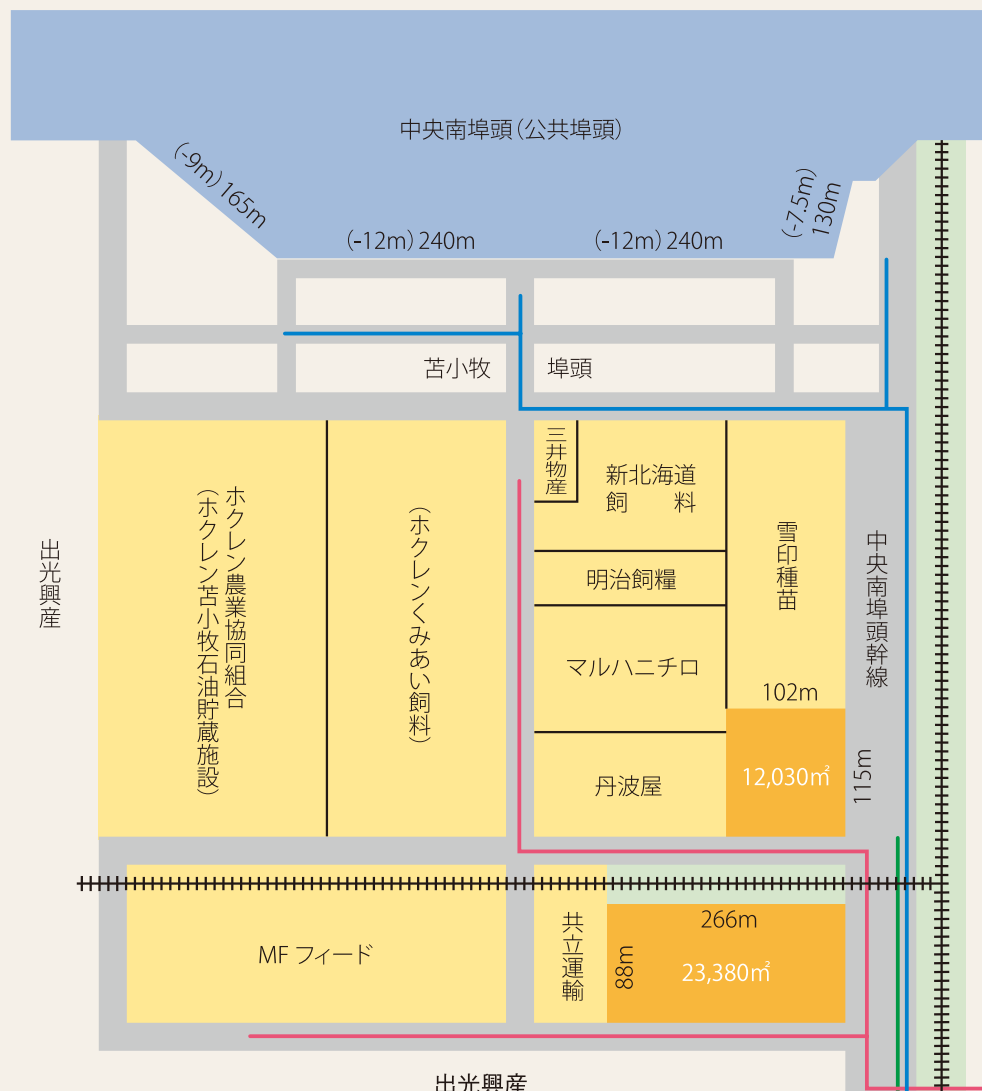 中央南埠頭（公共埠頭）
(-9m) 165m
(-12m) 240m
(-12m) 240m
(-7.5m)
130m
苫小牧
埠頭
出光興産
ホクレン農業協同組合
（ホクレン苫小牧石油貯蔵施設）
（ホクレンくみあい飼料）
三井物産
新北海道
飼　料
明治飼糧
マルハニチロ
丹波屋
雪印種苗
102m
12,030㎡
115m
中央南埠頭幹線
MF フィード
共立運輸
266m
88m
23,380㎡
出光興産